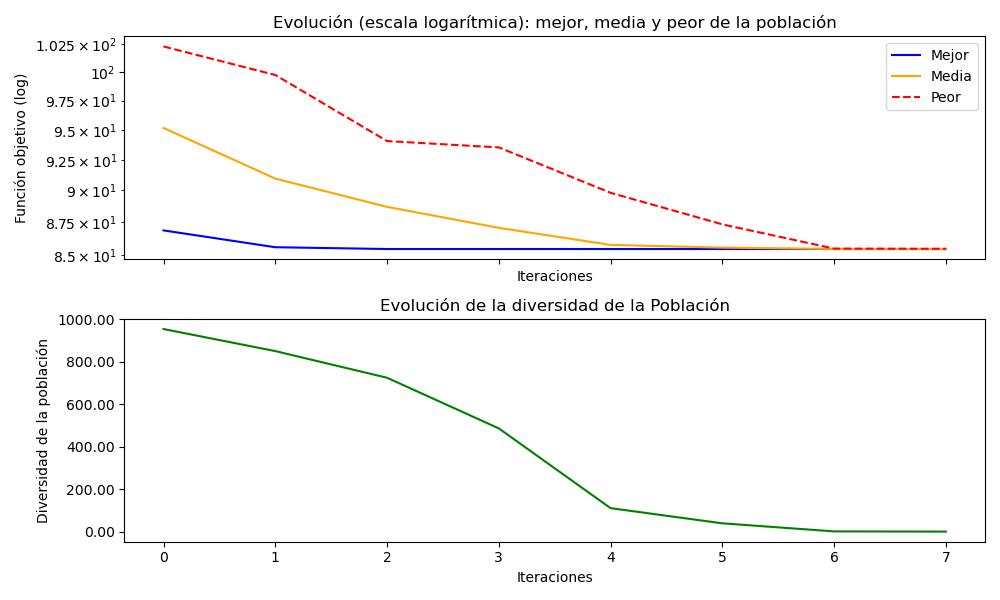 Evolución (escala logarítmica): mejor, media y peor de la población
Función objetivo (log)
1.025 × 10²
10²
9.75 × 10¹
9.5 × 10¹
9.25 × 10¹
9 × 10¹
8.75 × 10¹
8.5 × 10¹
Mejor
Media
Peor
Iteraciones
Evolución de la diversidad de la Población
Diversidad de la población
1000.00
800.00
600.00
400.00
200.00
0.00
0 1 2 3 4 5 6 7
Iteraciones